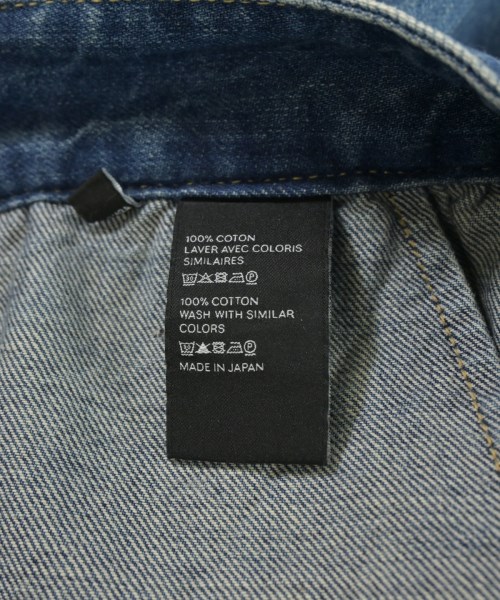 100% COTON
LAVER AVEC COLORIS
SIMILAIRES
100% COTTON
WASH WITH SIMILAR
COLORS
MADE IN JAPAN